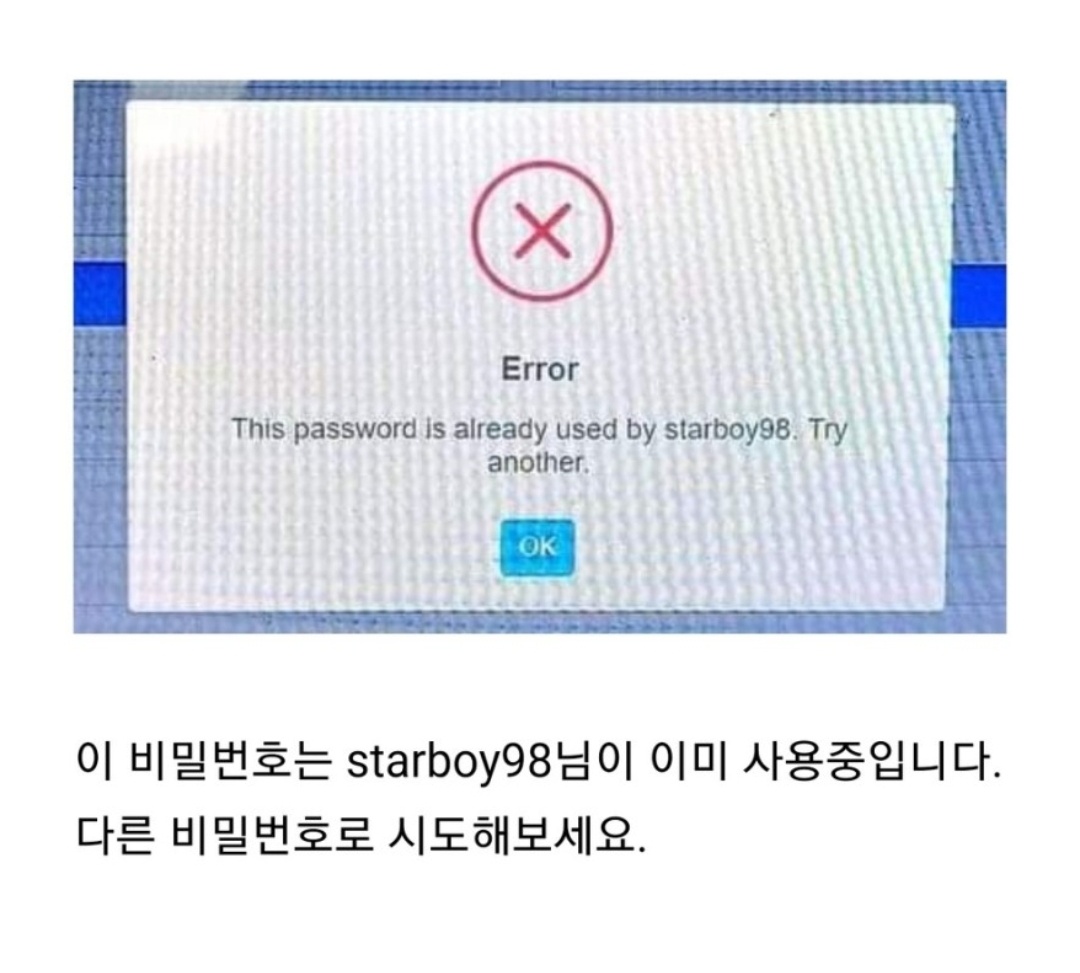 Error
This password is already used by starboy98. Try
another.
OK
이 비밀번호는 starboy98님이 이미 사용중입니다.
다른 비밀번호로 시도해보세요.